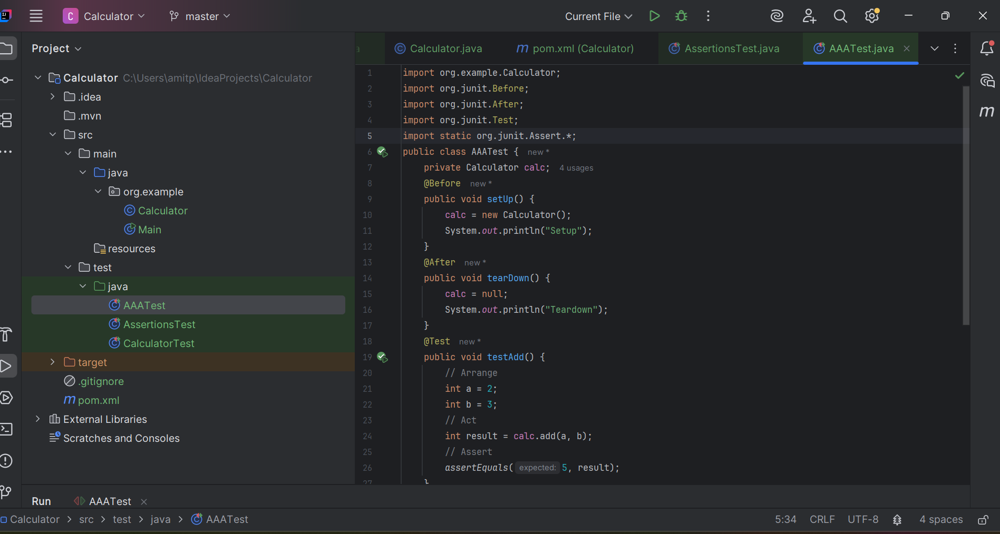 C Calculator master Current File
Project
Calculator C:\Users\amitp\IdeaProjects\Calculator
.idea
.mvn
src
main
java
org.example
Calculator
Main
resources
test
java
AAATest
AssertionsTest
CalculatorTest
target
.gitignore
m pom.xml
External Libraries
Scratches and Consoles
a Calculator.java m pom.xml (Calculator) AssertionsTest.java AAATest.java
1 import org.example.Calculator;
2 import org.junit.Before;
3 import org.junit.After;
4 import org.junit.Test;
5 import static org.junit.Assert.*;
6 public class AAATest { new *
7 private Calculator calc; 4 usages
8 @Before new *
9 public void setUp() {
10 calc = new Calculator();
11 System.out.println("Setup");
12 }
13 @After new *
14 public void tearDown() {
15 calc = null;
16 System.out.println("Teardown");
17 }
18 @Test new *
19 public void testAdd() {
20 // Arrange
21 int a = 2;
22 int b = 3;
23 // Act
24 int result = calc.add(a, b);
25 // Assert
26 assertEquals( expected: 5, result);
27 }
m
Run AAATest
Calculator > src > test > java > AAATest 5:34 CRLF UTF-8 4 spaces